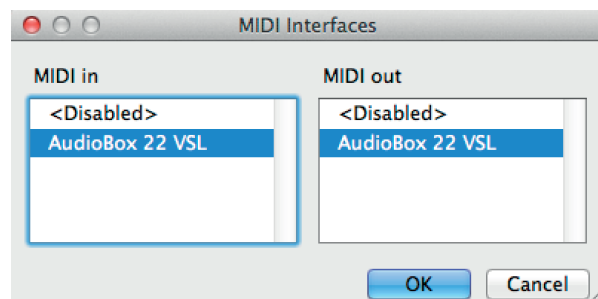 MIDI Interfaces
MIDI in
MIDI out
<Disabled>
<Disabled>
AudioBox 22 VSL
AudioBox 22 VSL
OK
Cancel